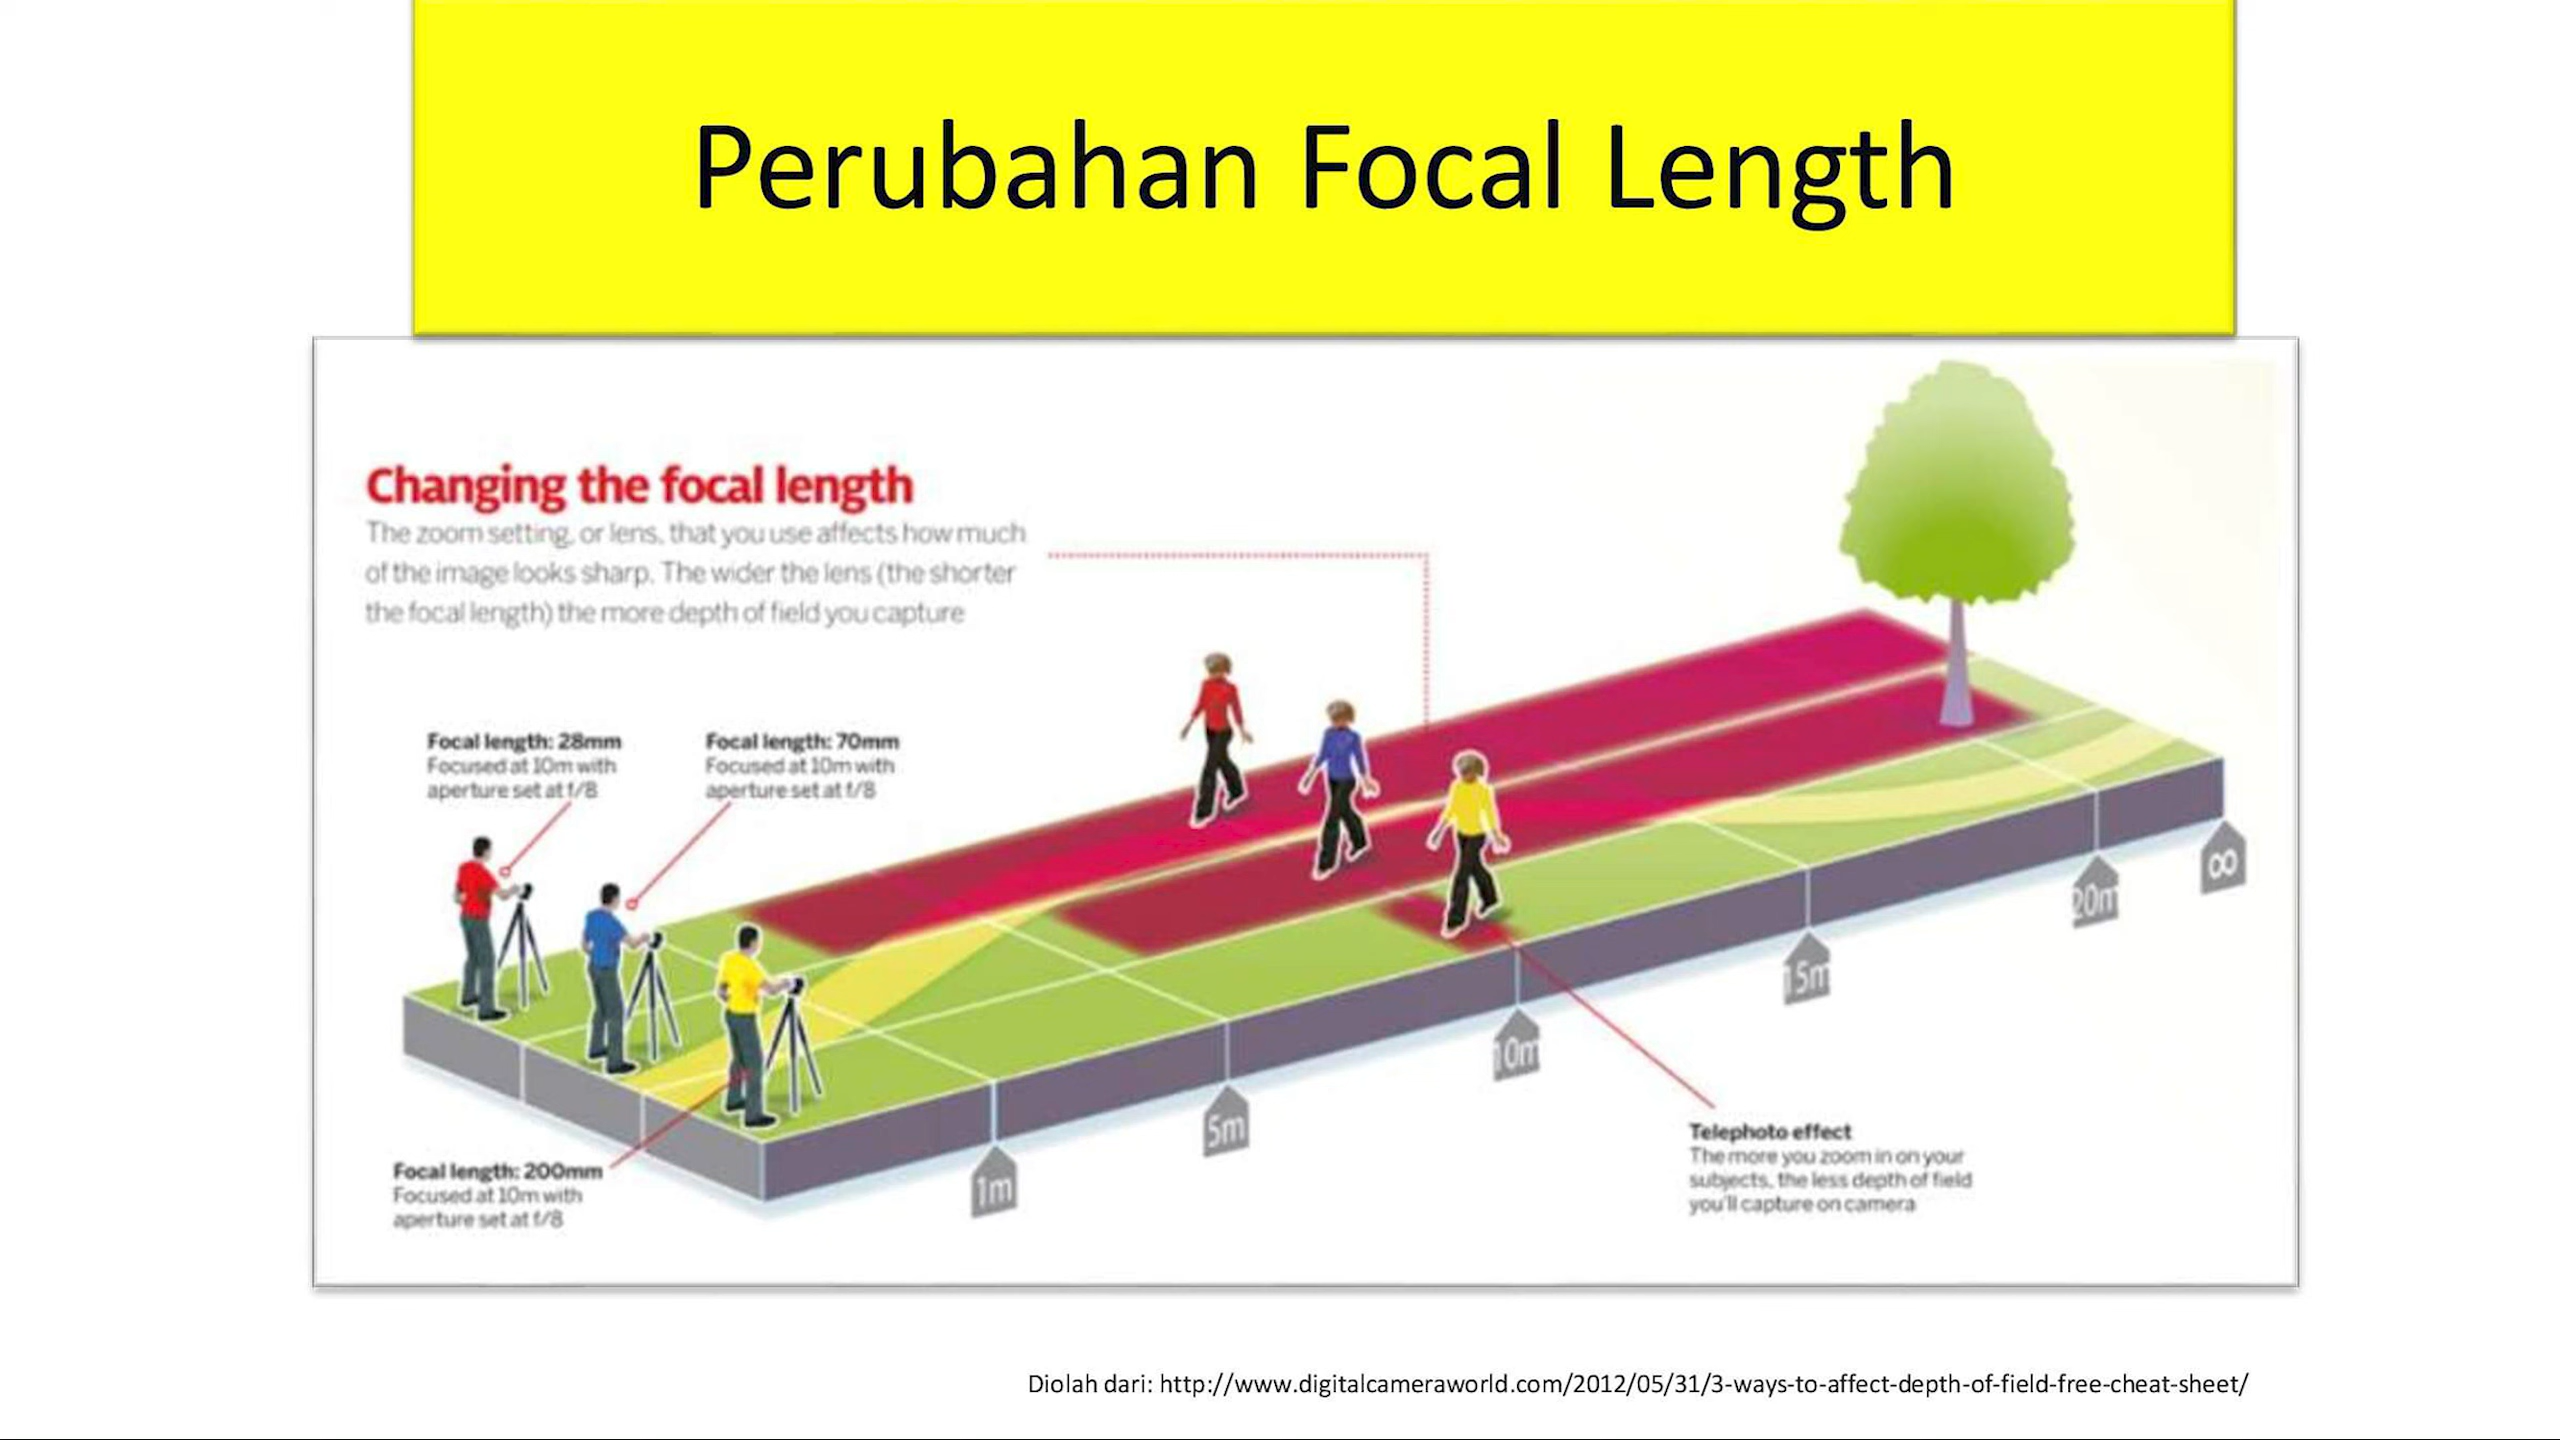 Perubahan Focal Length
Changing the focal length
The zoom setting, or lens, that you use affects how much
of the image looks sharp. The wider the lens (the shorter
the focal length) the more depth of field you capture
Focal length: 28mm
Focused at 10m with
aperture set at f/8
Focal length: 70mm
Focused at 10m with
aperture set at f/8
Focal length: 200mm
Focused at 10m with
aperture set at f/8
1m
5m
10m
15m
20m
∞
Telephoto effect
The more you zoom in on your
subjects, the less depth of field
you'll capture on camera
Diolah dari: http://www.digitalcameraworld.com/2012/05/31/3-ways-to-affect-depth-of-field-free-cheat-sheet/